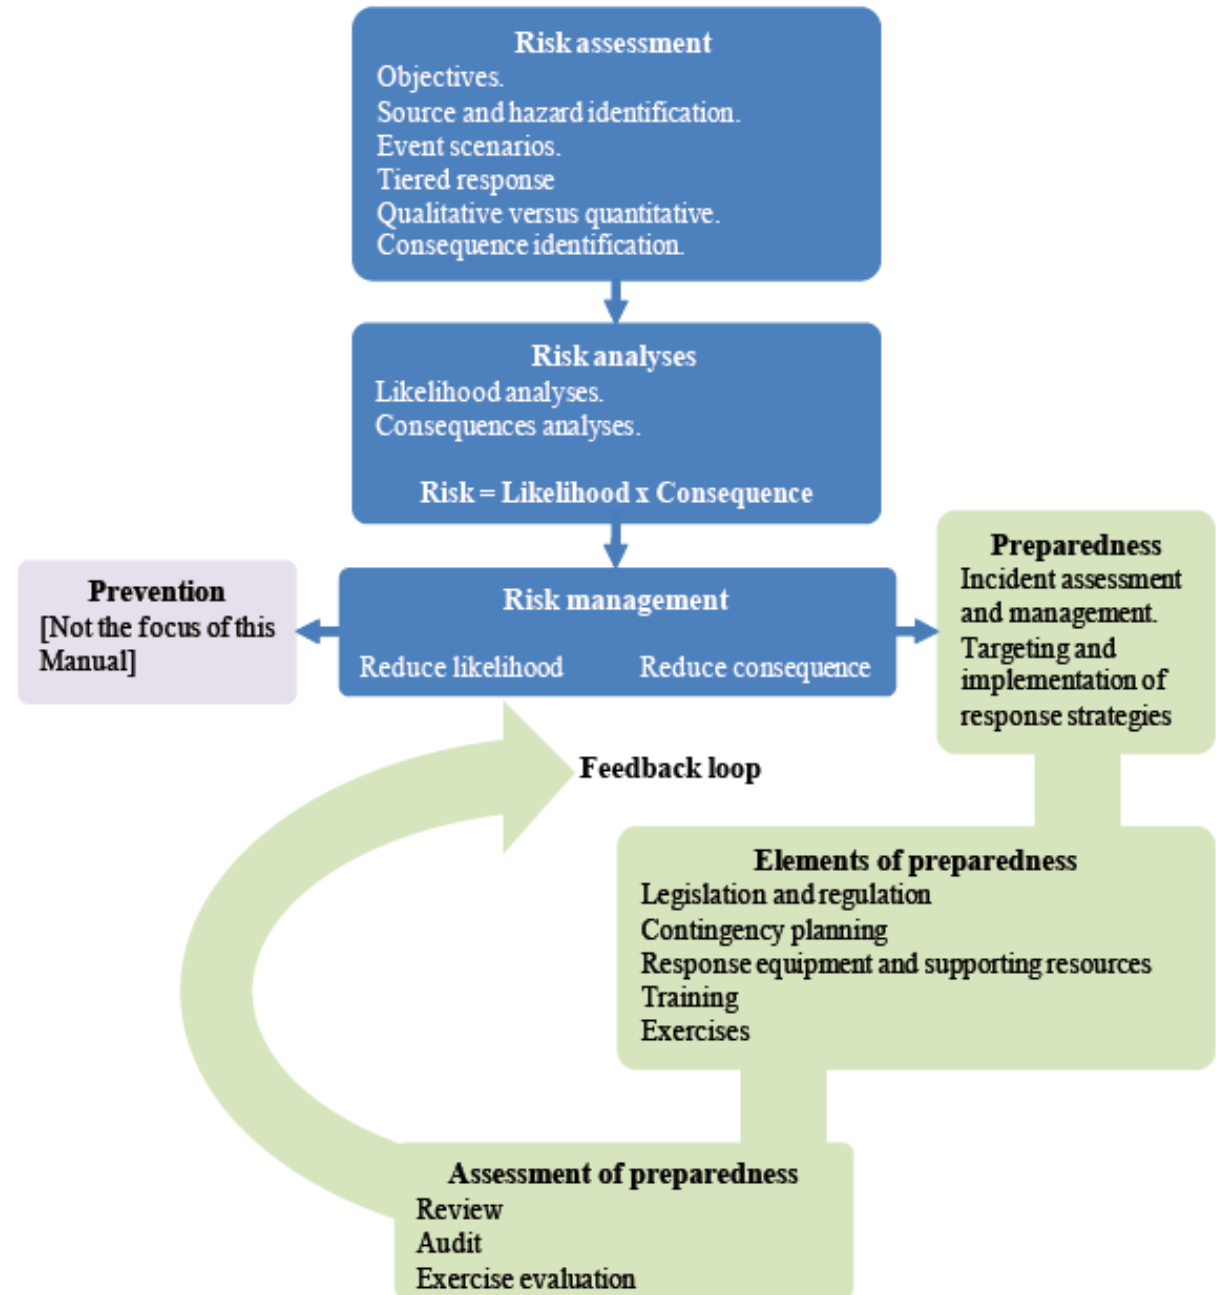 Risk assessment
Objectives.
Source and hazard identification.
Event scenarios.
Tiered response
Qualitative versus quantitative.
Consequence identification.
Risk analyses
Likelihood analyses.
Consequences analyses.
Risk = Likelihood x Consequence
Prevention
[Not the focus of this
Manual]
Risk management
Reduce likelihood
Reduce consequence
Preparedness
Incident assessment
and management.
Targeting and
implementation of
response strategies
Feedback loop
Elements of preparedness
Legislation and regulation
Contingency planning
Response equipment and supporting resources
Training
Exercises
Assessment of preparedness
Review
Audit
Exercise evaluation